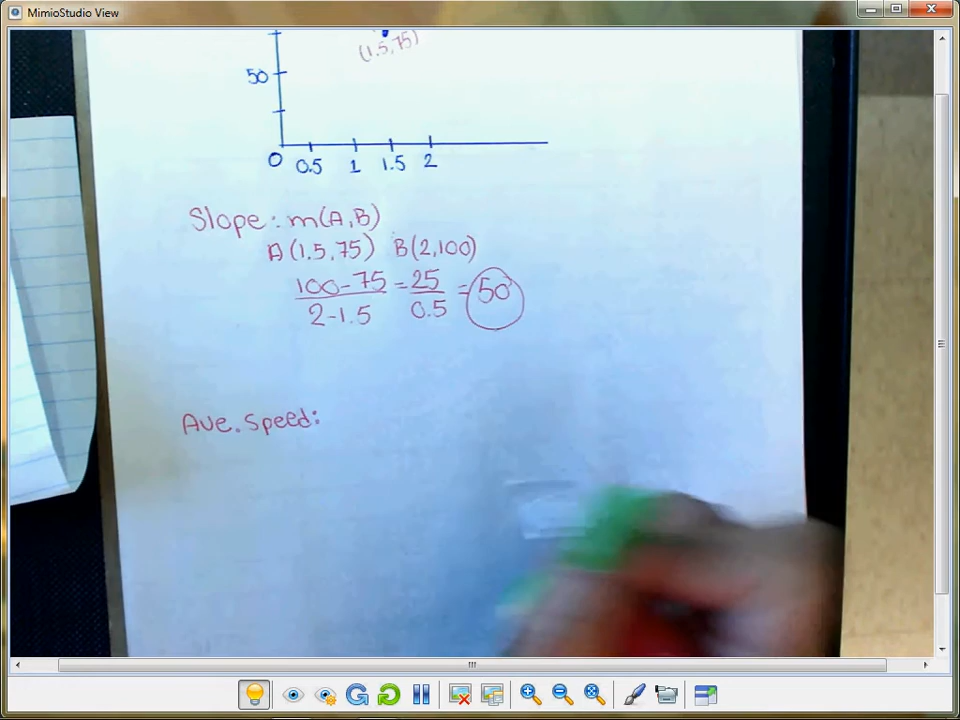 MimioStudio View
(1.5,75)
50
0 0.5 1 1.5 2
Slope: m(A,B)
A(1.5,75) B(2,100)
100-75 = 25 = 50
2-1.5 0.5
Ave. Speed: